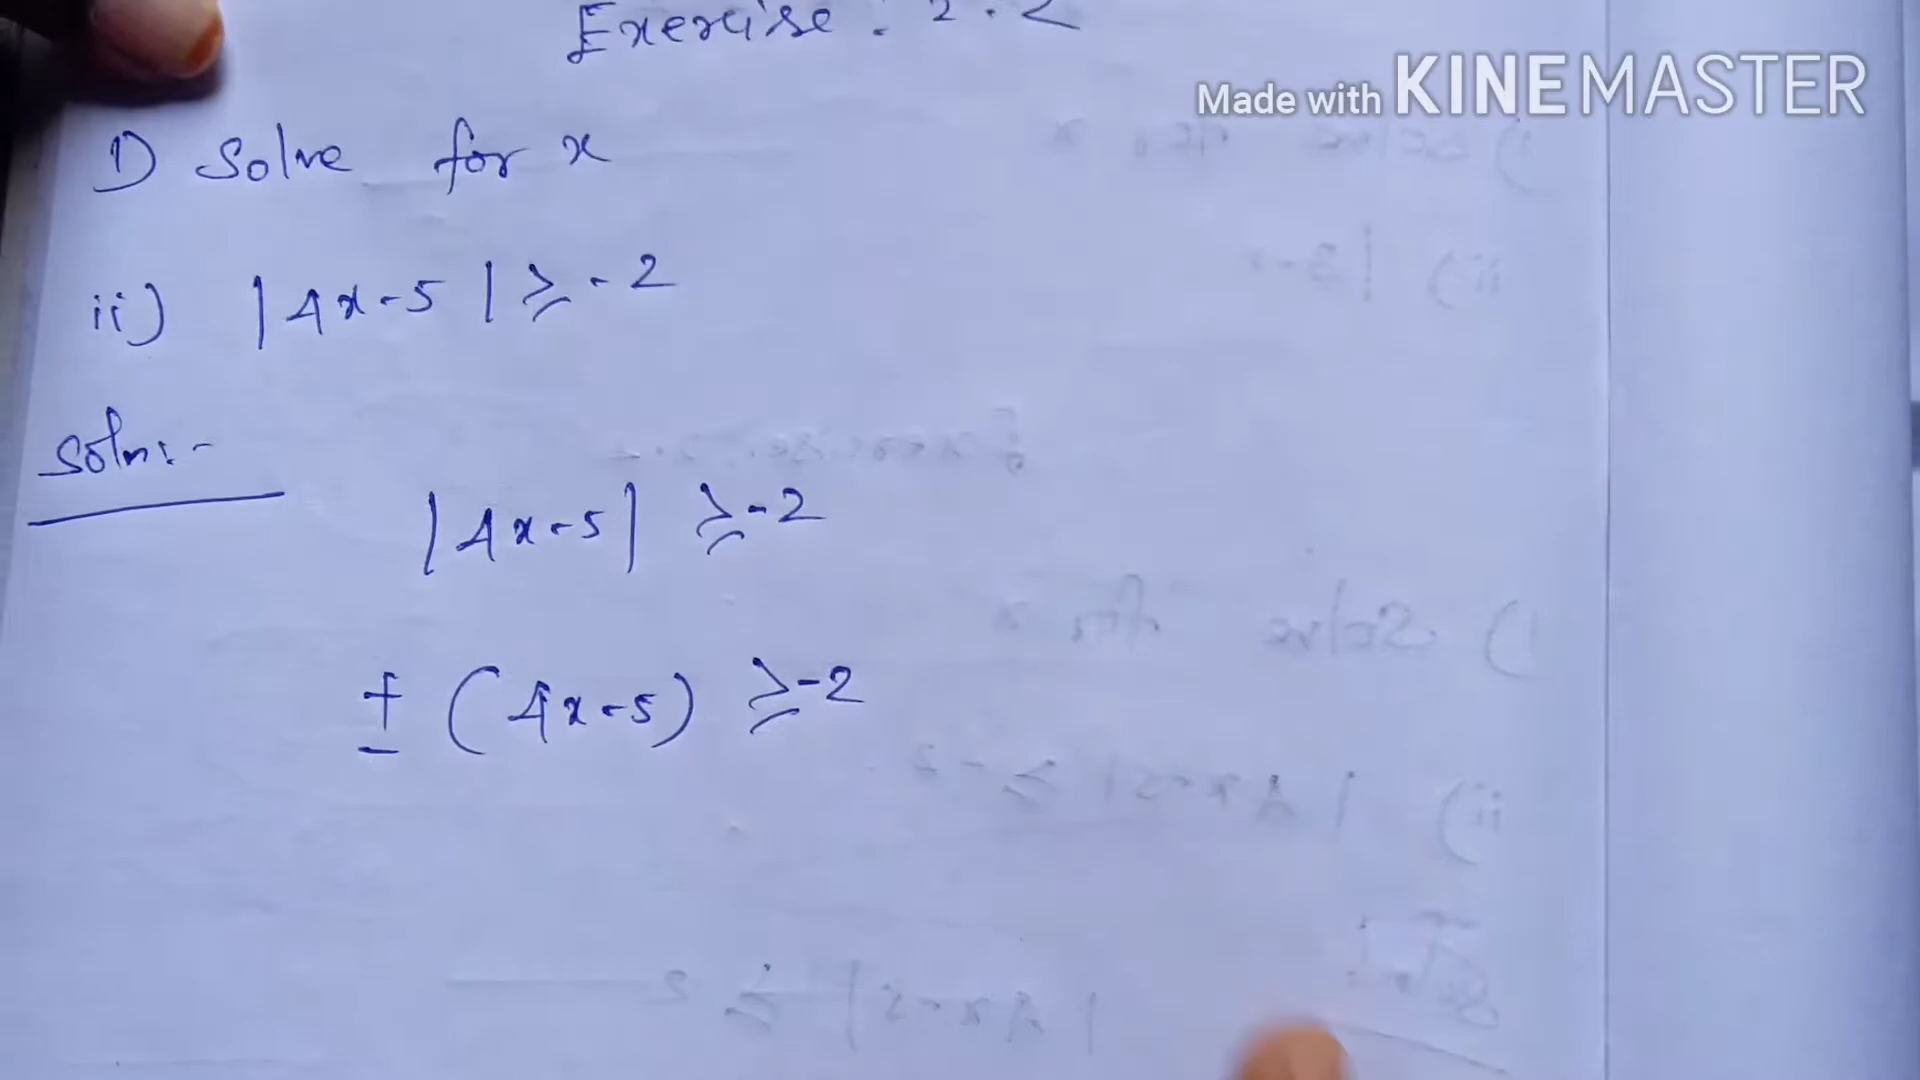 Exercise: 2.2
Made with KINEMASTER
1) Solve for x
ii) |4x-5| ≥ -2
Soln:-
|4x-5| ≥ -2
± (4x-5) ≥ -2